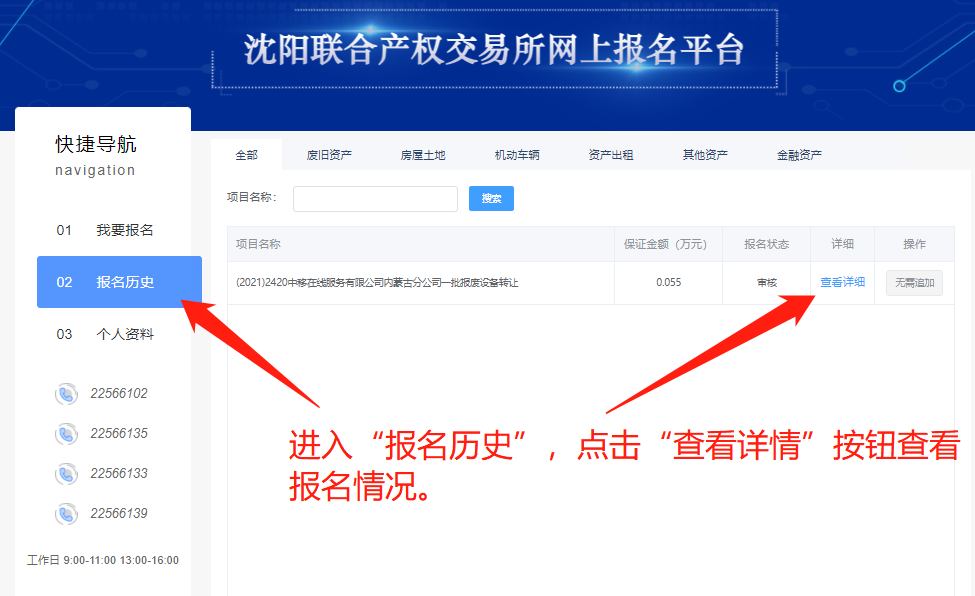 沈阳联合产权交易所网上报名平台
快捷导航
navigation
01 我要报名
02 报名历史
03 个人资料
22566102
22566135
22566133
22566139
工作日 9:00-11:00 13:00-16:00
全部 废旧资产 房屋土地 机动车辆 资产出租 其他资产 金融资产
项目名称: 搜索
项目名称 保证金额（万元） 报名状态 详细 操作
(2021)2420中移在线服务有限公司内蒙古分公司一批报废设备转让 0.055 审核 查看详细 无需追加
进入“报名历史”，点击“查看详情”按钮查看
报名情况。